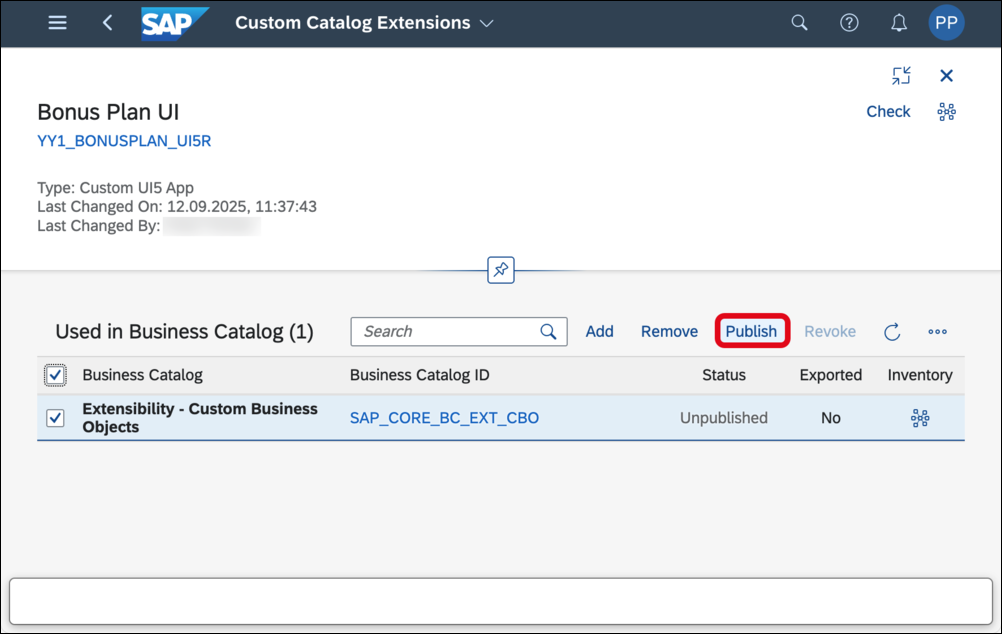 SAP Custom Catalog Extensions PP
Bonus Plan UI
Check
YY1_BONUSPLAN_UI5R
Type: Custom UI5 App
Last Changed On: 12.09.2025, 11:37:43
Last Changed By:
Used in Business Catalog (1) Search Add Remove Publish Revoke
Business Catalog Business Catalog ID Status Exported Inventory
Extensibility - Custom Business
Objects
SAP_CORE_BC_EXT_CBO Unpublished No